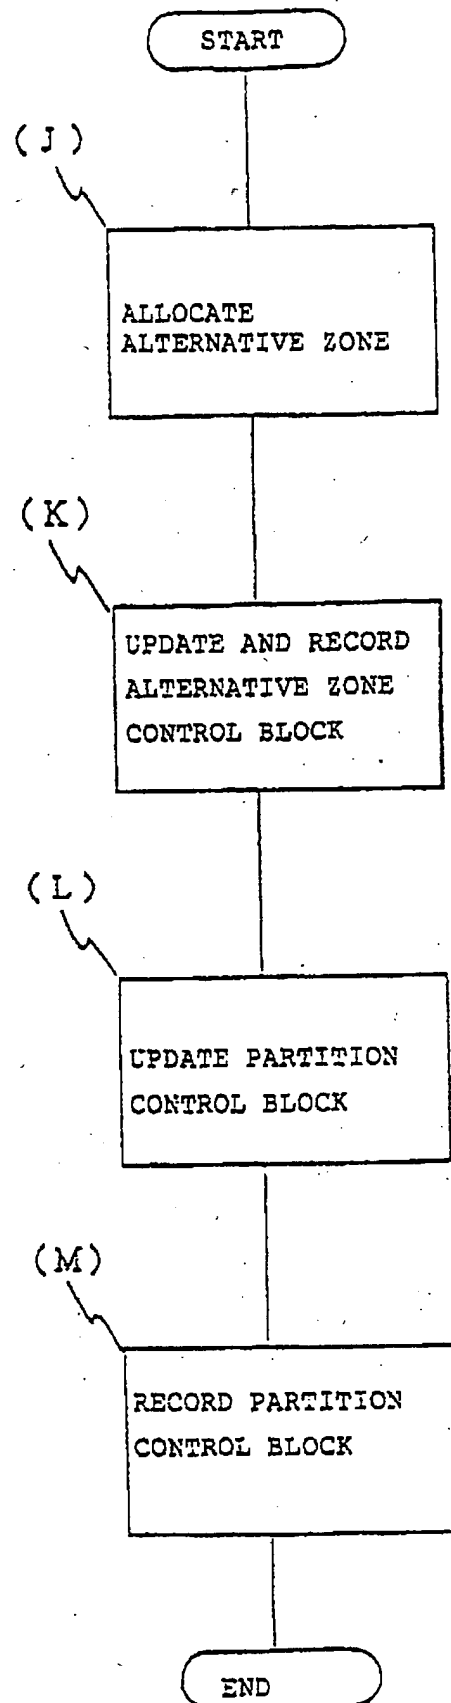 START
(J)
ALLOCATE
ALTERNATIVE ZONE
(K)
UPDATE AND RECORD
ALTERNATIVE ZONE
CONTROL BLOCK
(L)
UPDATE PARTITION
CONTROL BLOCK
(M)
RECORD PARTITION
CONTROL BLOCK
END